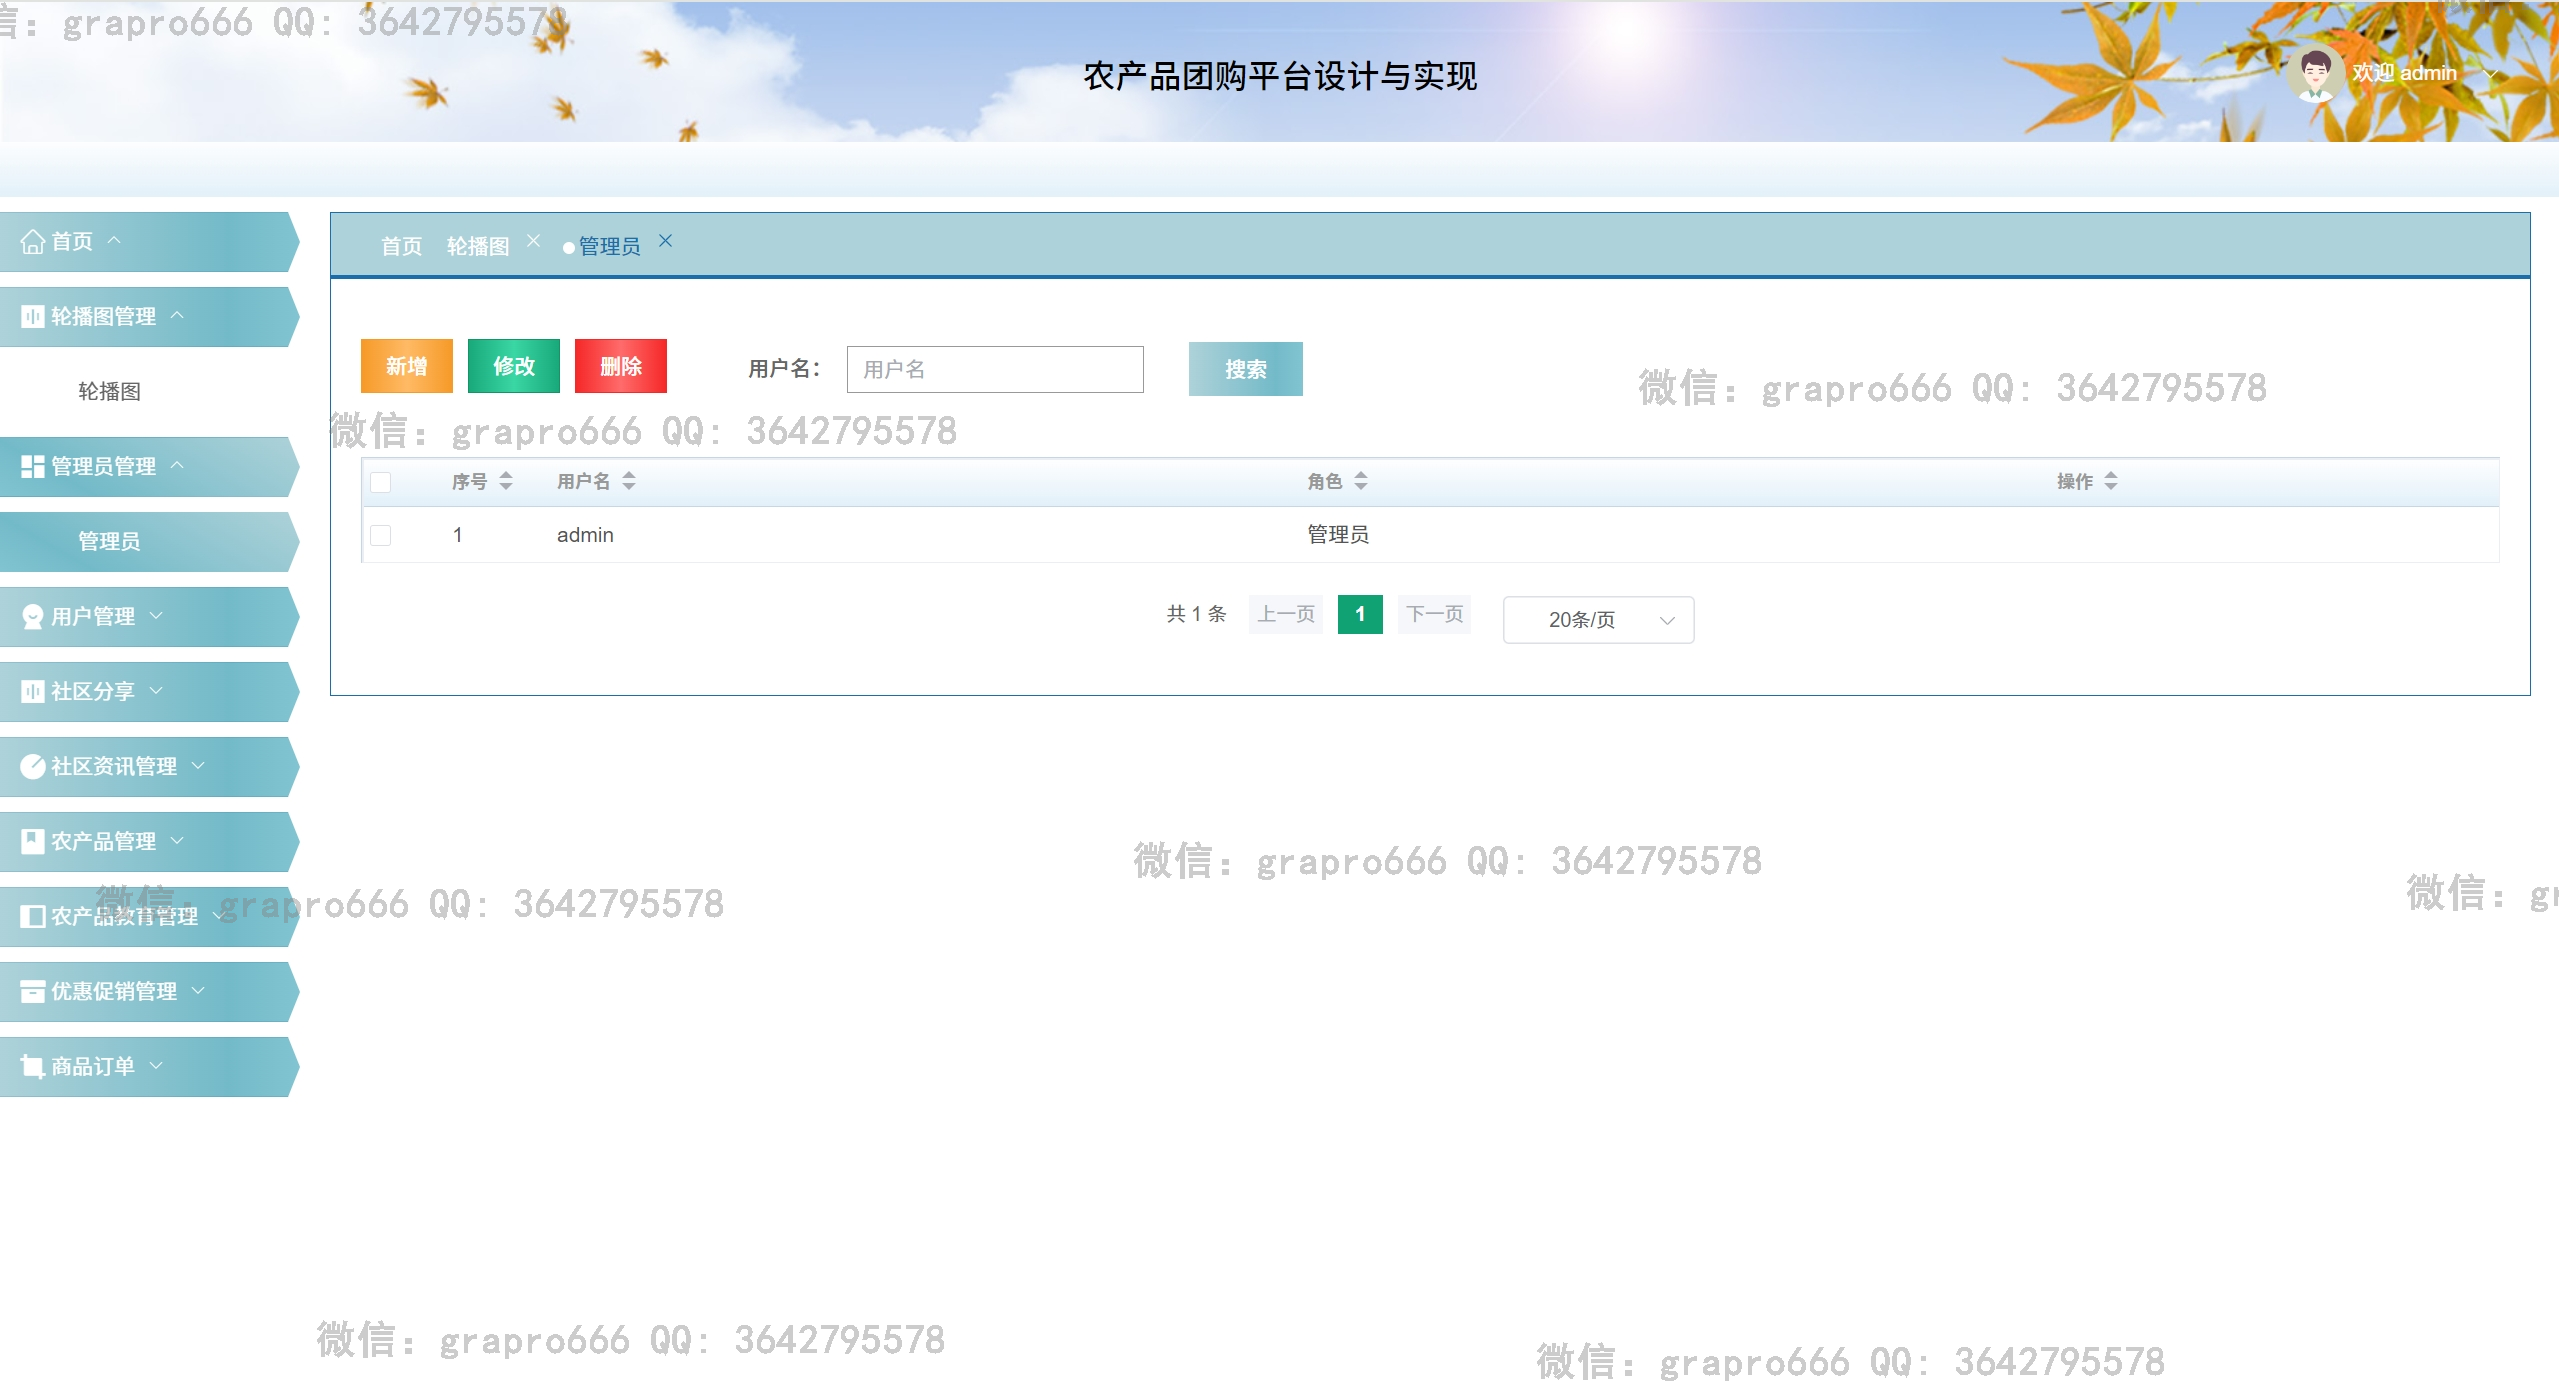 信：grapro666 QQ: 3642795578
农产品团购平台设计与实现
欢迎 admin
首页
轮播图管理
轮播图
管理员管理
管理员
用户管理
社区分享
社区资讯管理
农产品管理
农产品教育管理
优惠促销管理
商品订单
首页 轮播图 管理员
新增 修改 删除 用户名： 用户名 搜索
微信：grapro666 QQ: 3642795578
微信：grapro666 QQ: 3642795578
序号 用户名 角色 操作
1 admin 管理员
共 1 条 上一页 1 下一页 20条/页
微信：grapro666 QQ: 3642795578
微信：gr
微信：grapro666 QQ: 3642795578
微信：grapro666 QQ: 3642795578
微信：grapro666 QQ: 3642795578